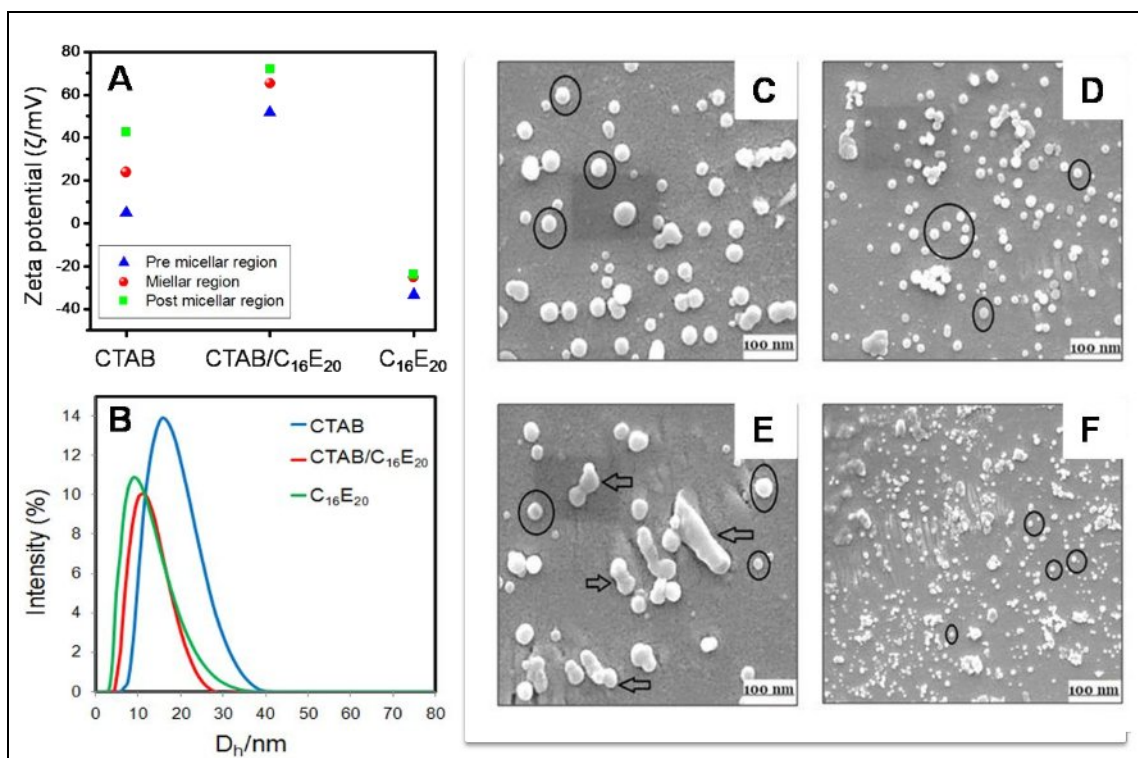 A
80
60
40
20
0
-20
-40
Zeta potential (ζ/mV)
Pre micellar region
Miellar region
Post micellar region
CTAB
CTAB/C₁₆E₂₀
C₁₆E₂₀
B
14
12
10
8
6
4
2
0
Intensity (%)
CTAB
CTAB/C₁₆E₂₀
C₁₆E₂₀
0 10 20 30 40 50 60 70 80
Dₕ/nm
C
100 nm
D
100 nm
E
100 nm
F
100 nm